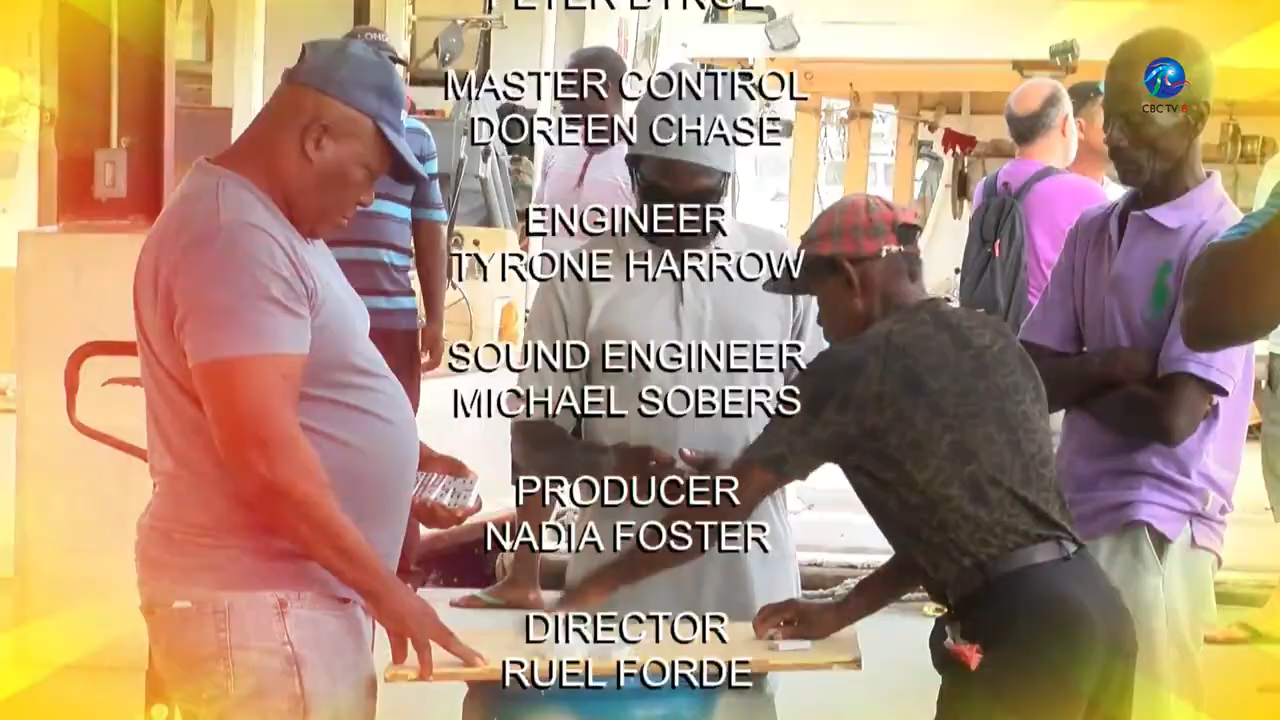 MASTER CONTROL
DOREEN CHASE
ENGINEER
TYRONE HARROW
SOUND ENGINEER
MICHAEL SOBERS
PRODUCER
NADIA FOSTER
DIRECTOR
RUEL FORDE
CBC TV 8